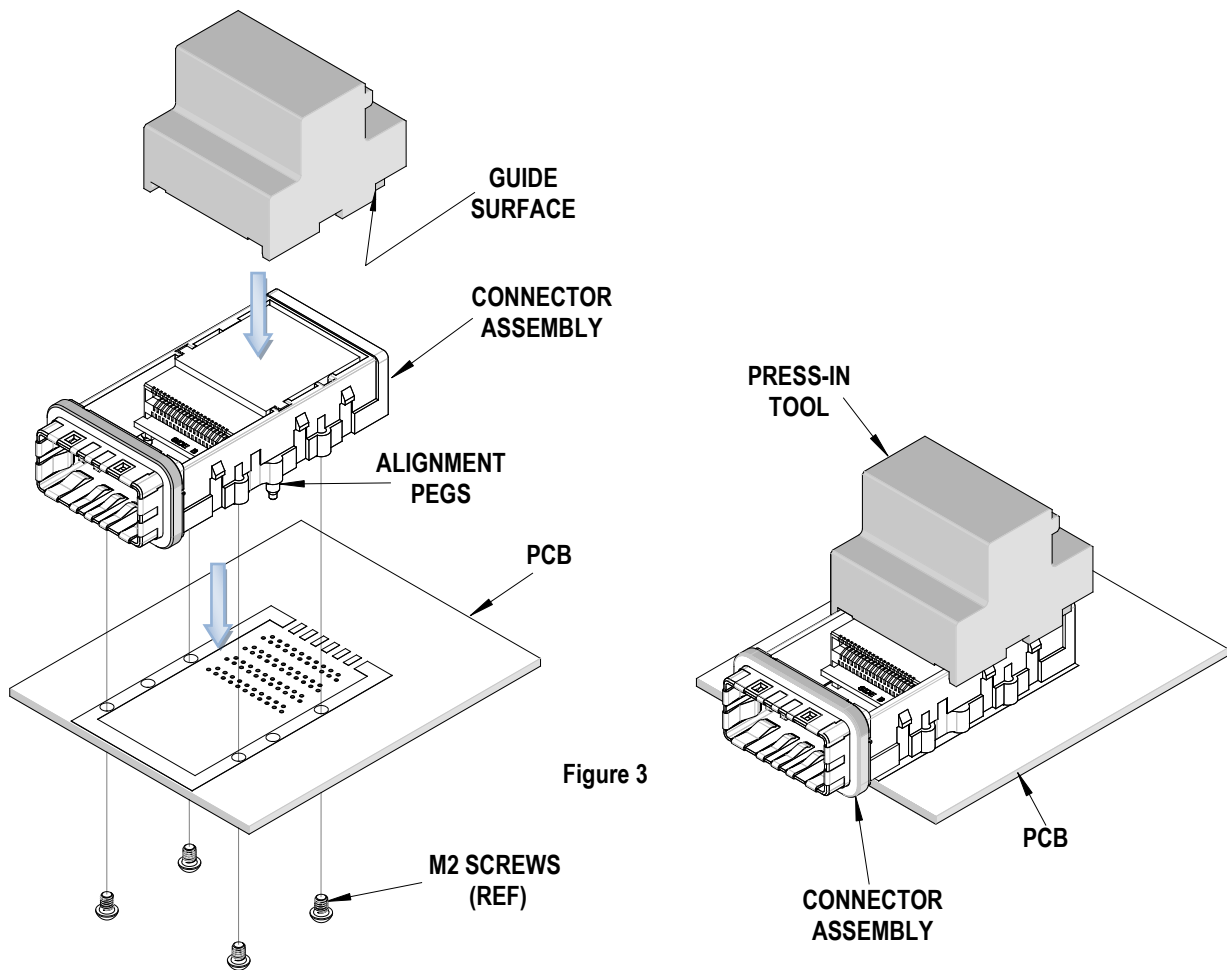 GUIDE
SURFACE
CONNECTOR
ASSEMBLY
ALIGNMENT
PEGS
PCB
M2 SCREWS
(REF)
Figure 3
PRESS-IN
TOOL
PCB
CONNECTOR
ASSEMBLY